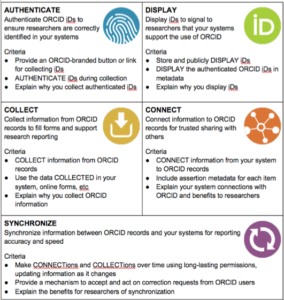 AUTHENTICATE
Authenticate ORCID iDs to
ensure researchers are correctly
identified in your systems
Criteria
● Provide an ORCID-branded button or link
for collecting iDs
● AUTHENTICATE iDs during collection
● Explain why you collect authenticated iDs
DISPLAY
Display iDs to signal to
researchers that your systems
support the use of ORCID
iD
Criteria
● Store and publicly DISPLAY iDs
● DISPLAY the authenticated ORCID iDs in
metadata
● Explain why you display iDs
COLLECT
Collect information from ORCID
records to fill forms and support
research reporting
Criteria
● COLLECT information from ORCID
records
● Use the data COLLECTED in your
system, online forms, etc
● Explain why you collect ORCID
information
CONNECT
Connect information to ORCID
records for trusted sharing with
others
Criteria
● CONNECT information from your
system to ORCID records
● Include assertion metadata for each item
● Explain your system connections with
ORCID and benefits to researchers
SYNCHRONIZE
Synchronize information between ORCID records and your systems for reporting
accuracy and speed
Criteria
● Make CONNECTions and COLLECTions over time using long-lasting permissions,
updating information as it changes
● Provide a mechanism to accept and act on correction requests from ORCID users
● Explain the benefits for researchers of synchronization